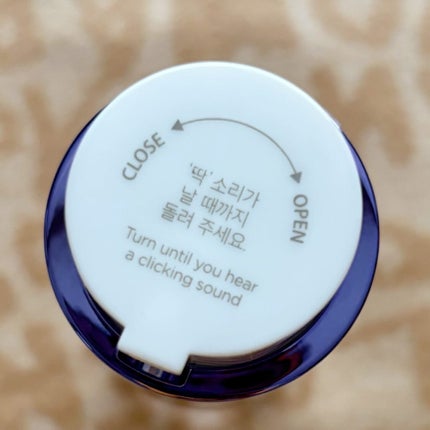 CLOSE
OPEN
'딱' 소리가
날 때까지
돌려 주세요.
Turn until you hear
a clicking sound